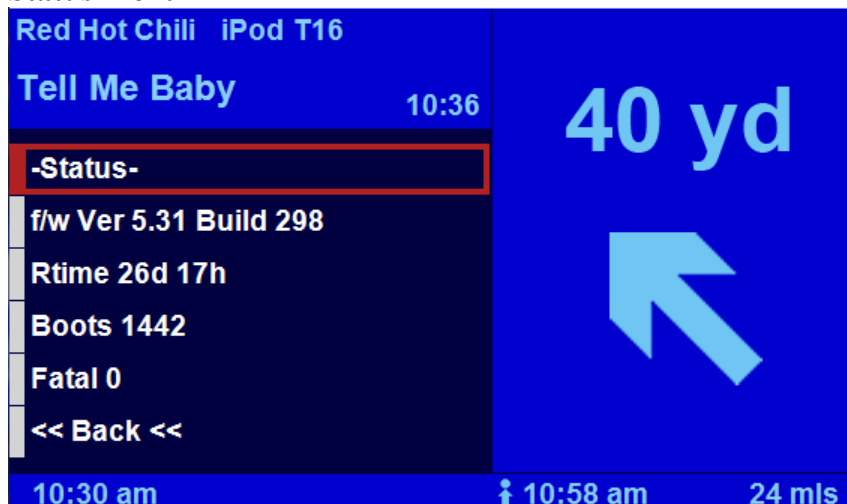 Red Hot Chili iPod T16
Tell Me Baby
10:36
-Status-
f/w Ver 5.31 Build 298
Rtime 26d 17h
Boots 1442
Fatal 0
<< Back <<
40 yd
10:30 am
10:58 am
24 mls